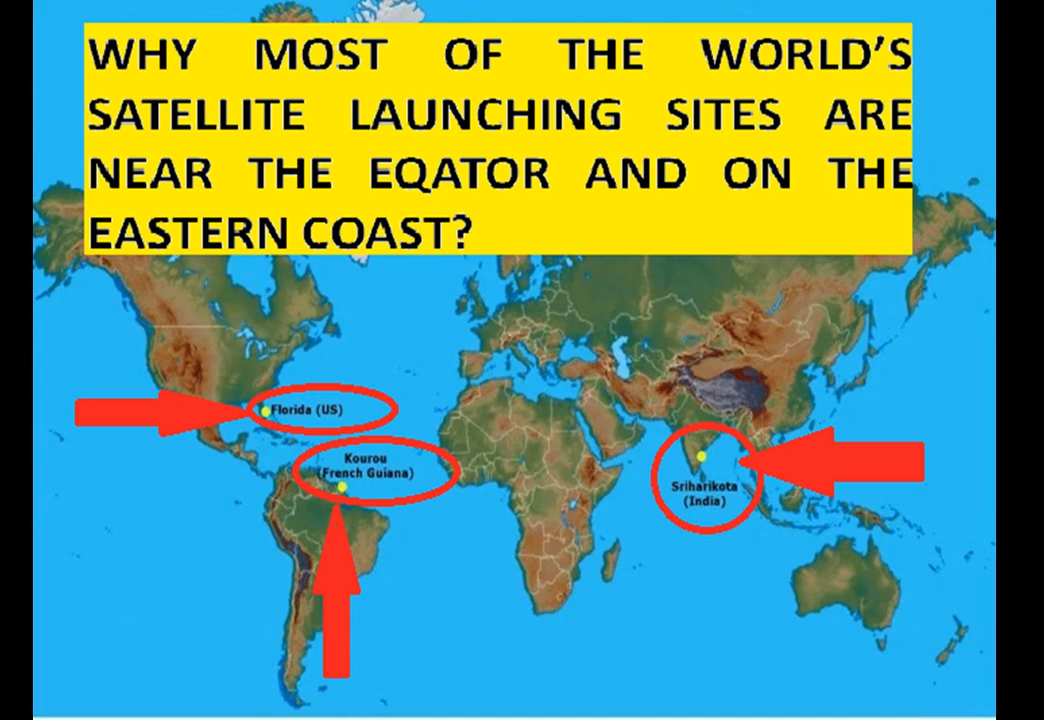 WHY MOST OF THE WORLD'S
SATELLITE LAUNCHING SITES ARE
NEAR THE EQATOR AND ON THE
EASTERN COAST?
Florida (US)
Kourou
(French Guiana)
Sriharikota
(India)